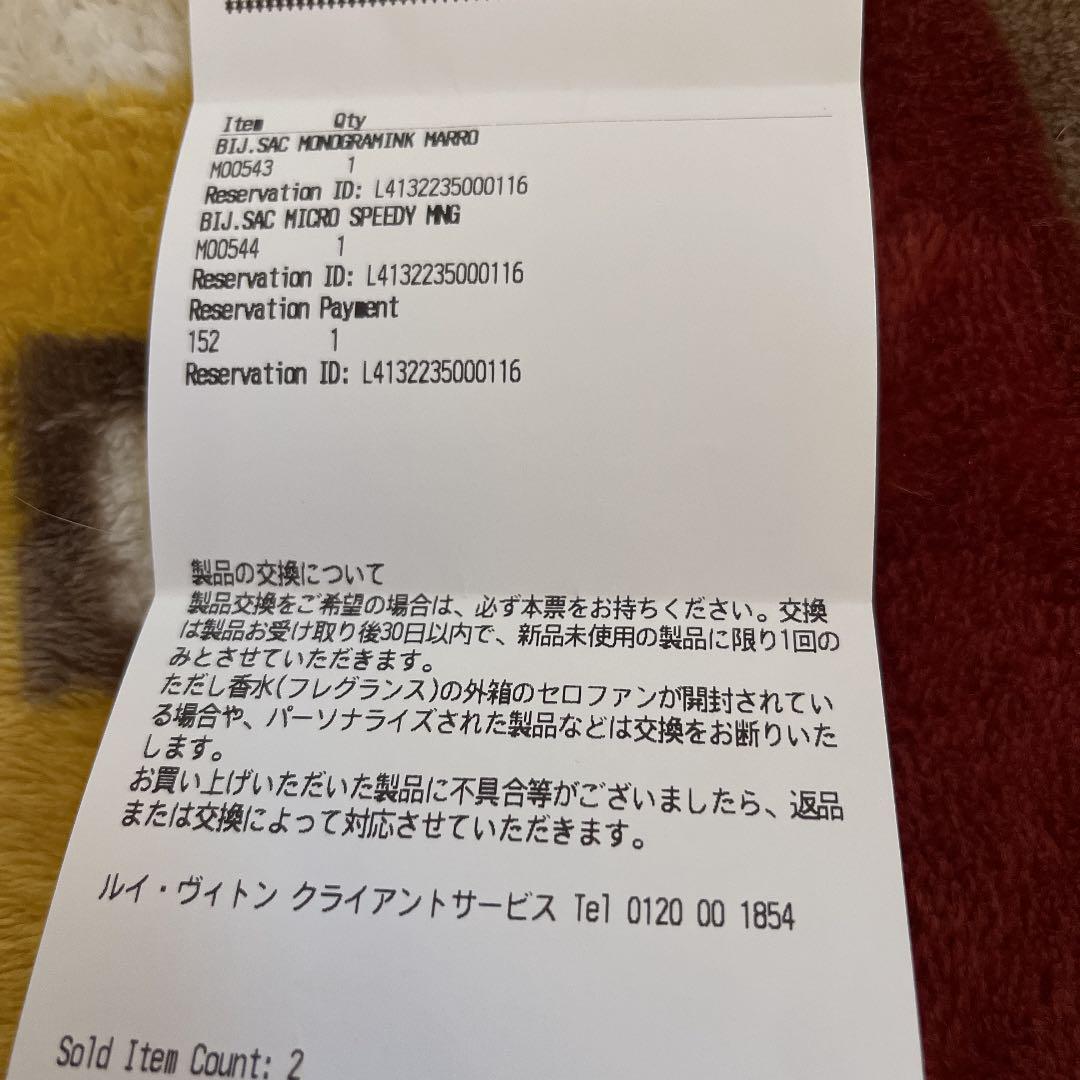 Item Qty
BIJ.SAC MONOGRAMINK MARRO
M00543 1
Reservation ID: L4132235000116
BIJ.SAC MICRO SPEEDY MNG
M00544 1
Reservation ID: L4132235000116
Reservation Payment
152 1
Reservation ID: L4132235000116
製品の交換について
製品交換をご希望の場合は、必ず本票をお持ちください。交換
は製品お受け取り後30日以内で、新品未使用の製品に限り1回の
みとさせていただきます。
ただし香水(フレグランス)の外箱のセロファンが開封されてい
る場合や、パーソナライズされた製品などは交換をお断りいた
します。
お買い上げいただいた製品に不具合等がございましたら、返品
または交換によって対応させていただきます。
ルイ・ヴィトン クライアントサービス Tel 0120 00 1854
Sold Item Count: 2